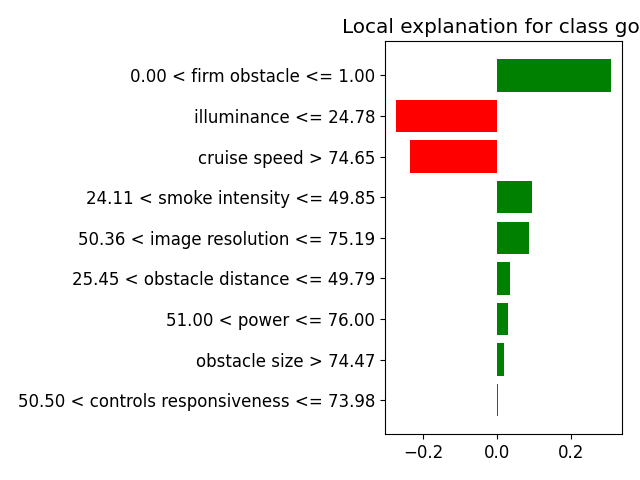 Local explanation for class go
0.00 < firm obstacle <= 1.00
illuminance <= 24.78
cruise speed > 74.65
24.11 < smoke intensity <= 49.85
50.36 < image resolution <= 75.19
25.45 < obstacle distance <= 49.79
51.00 < power <= 76.00
obstacle size > 74.47
50.50 < controls responsiveness <= 73.98
−0.2 0.0 0.2